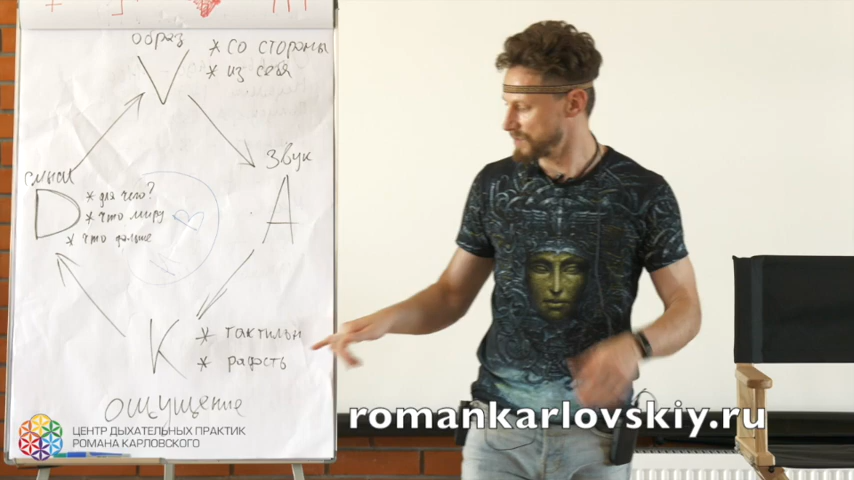 образ
* со стороны
* из себя
V
звук
A
смысл
D
* для чего?
* что миру
* что дальше
В
K
* тактильн
* радость
ощущение
ЦЕНТР ДЫХАТЕЛЬНЫХ ПРАКТИК
РОМАНА КАРЛОВСКОГО
romankarlovskiy.ru